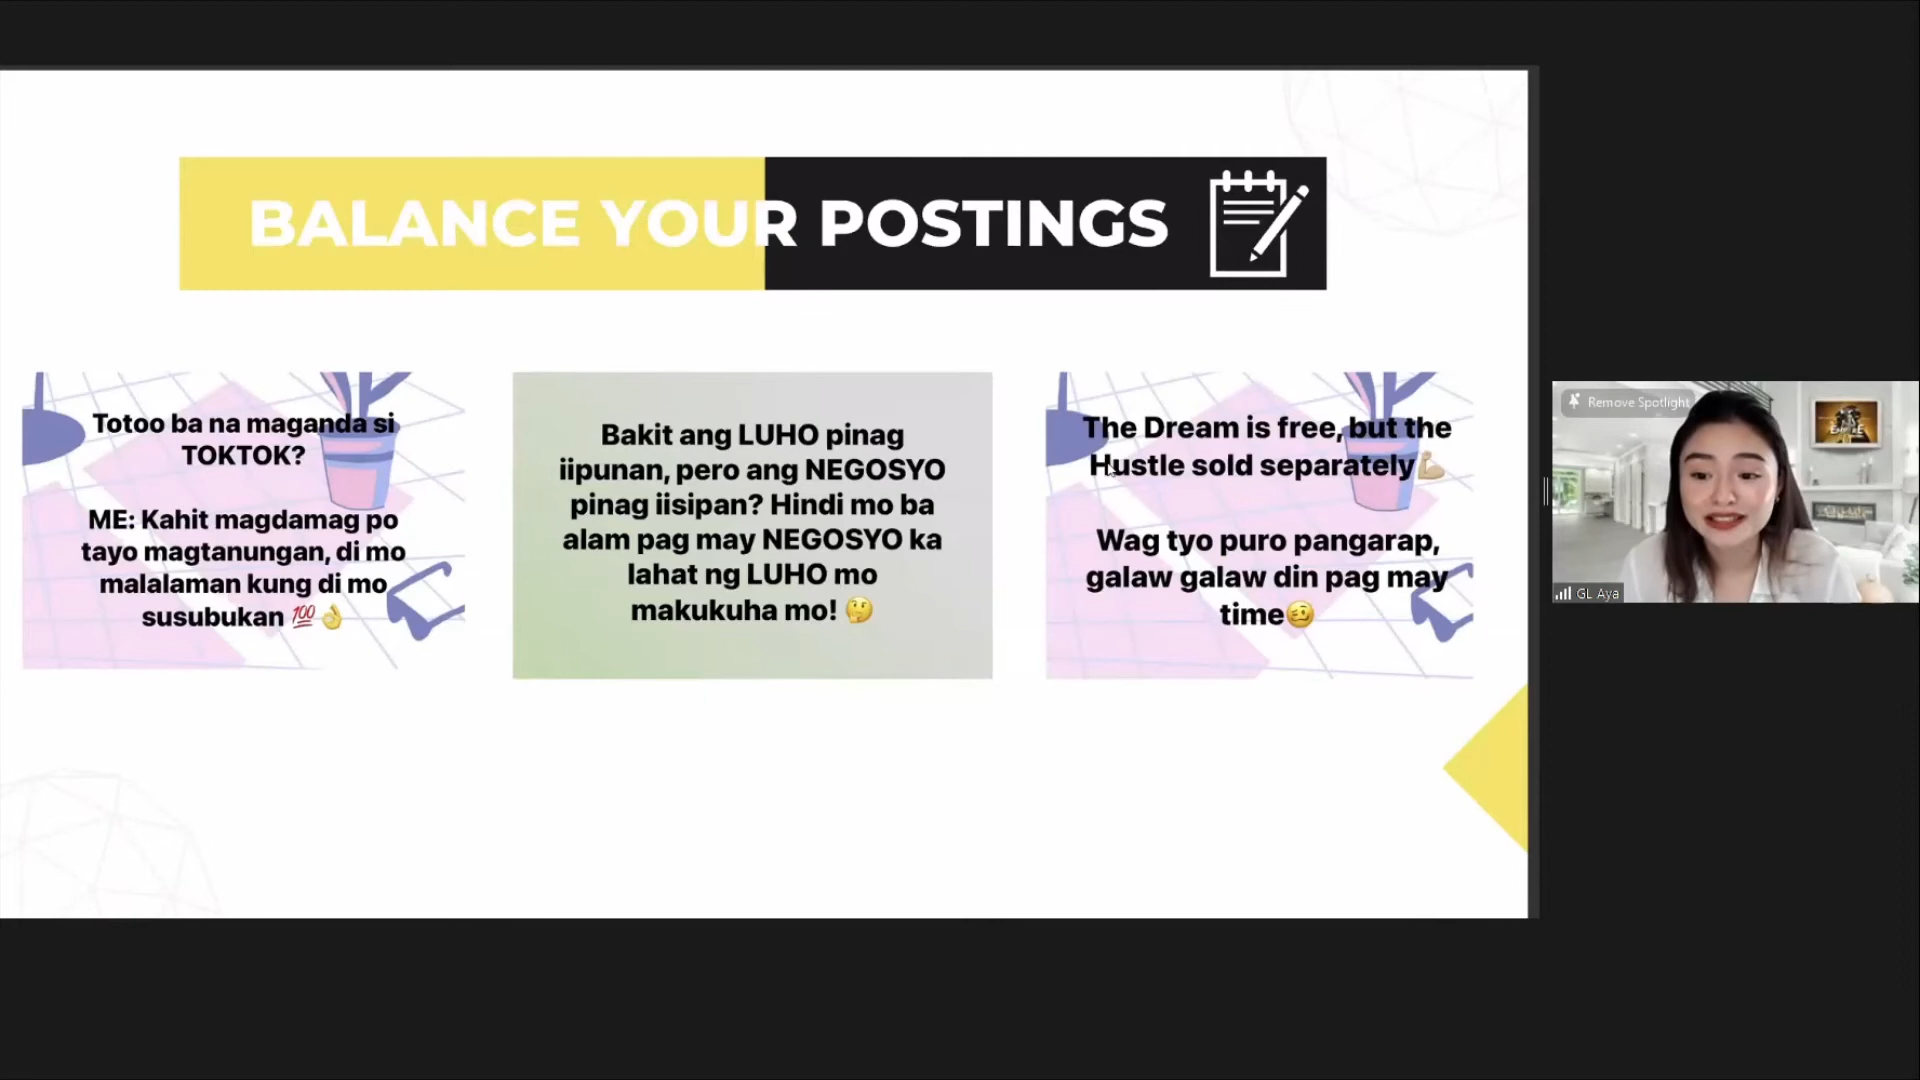 BALANCE YOUR POSTINGS
Totoo ba na maganda si
TOKTOK?
ME: Kahit magdamag po
tayo magtanungan, di mo
malalaman kung di mo
susubukan 💯👌
Bakit ang LUHO pinag
iipunan, pero ang NEGOSYO
pinag iisipan? Hindi mo ba
alam pag may NEGOSYO ka
lahat ng LUHO mo
makukuha mo! 🤔
The Dream is free, but the
Hustle sold separately💪
Wag tyo puro pangarap,
galaw galaw din pag may
time🥴
Remove Spotlight
GL Aya